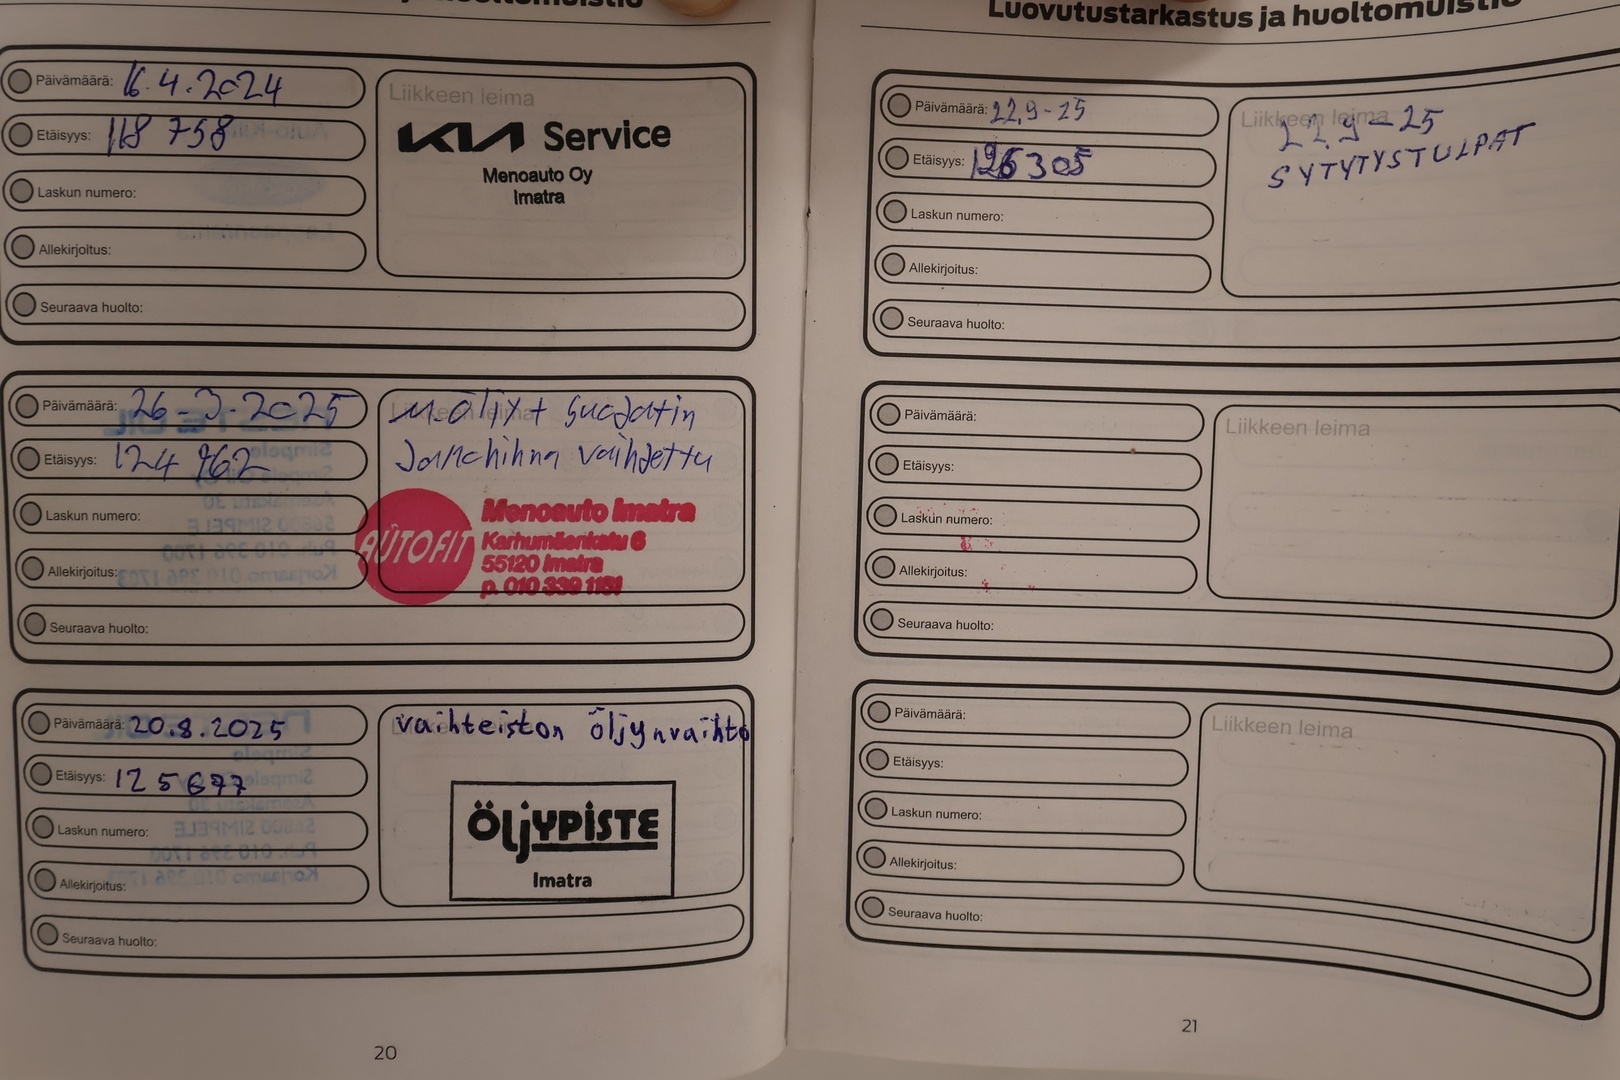 Päivämäärä: 16.4.2024
Etäisyys: 118 758
Laskun numero:
Allekirjoitus:
Seuraava huolto:
Liikkeen leima
KIA Service
Menoauto Oy
Imatra
Päivämäärä: 26-3-2025
Etäisyys: 124 762
Laskun numero:
Allekirjoitus:
Seuraava huolto:
Liikkeen leima
m.öljyt + suodatin
Jakohihna vaihdettu
AUTOFIT
Menoauto Imatra
Karhumäenkatu 6
55120 Imatra
p. 010 339 1151
Päivämäärä: 20.8.2025
Etäisyys: 125 677
Laskun numero:
Allekirjoitus:
Seuraava huolto:
vaihteiston öljynvaihto
ÖljYPISTE
Imatra
20
Luovutustarkastus ja huoltomuistio
Päivämäärä: 22.9-25
Etäisyys: 126305
Laskun numero:
Allekirjoitus:
Seuraava huolto:
Liikkeen leima
22.9-25
SYTYTYSTULPAT
Päivämäärä:
Etäisyys:
Laskun numero:
Allekirjoitus:
Seuraava huolto:
Liikkeen leima
Päivämäärä:
Etäisyys:
Laskun numero:
Allekirjoitus:
Seuraava huolto:
Liikkeen leima
21